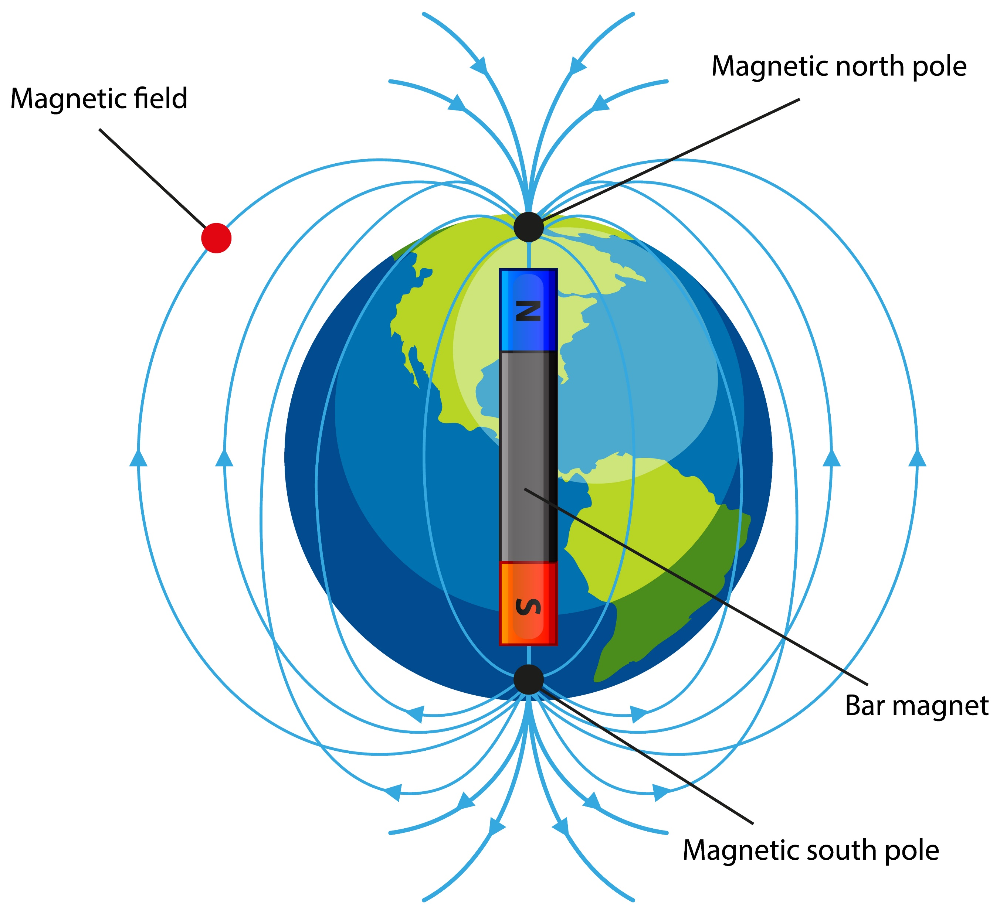 Magnetic north pole
Magnetic field
N
S
Bar magnet
Magnetic south pole